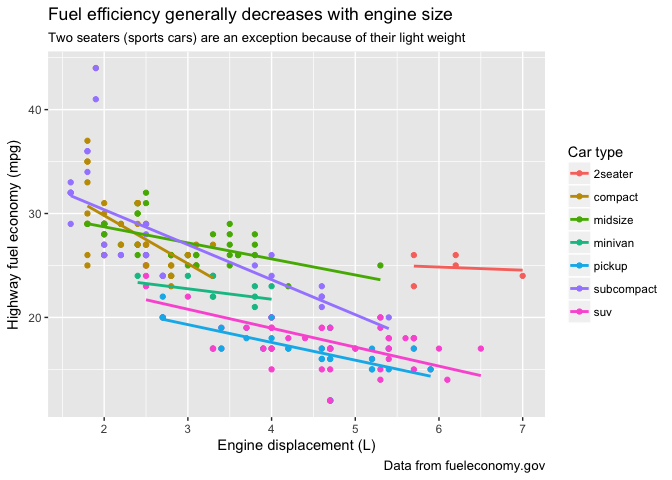 Fuel efficiency generally decreases with engine size
Two seaters (sports cars) are an exception because of their light weight
Highway fuel economy (mpg)
40
30
20
2
3
4
5
6
7
Engine displacement (L)
Data from fueleconomy.gov
Car type
2seater
compact
midsize
minivan
pickup
subcompact
suv